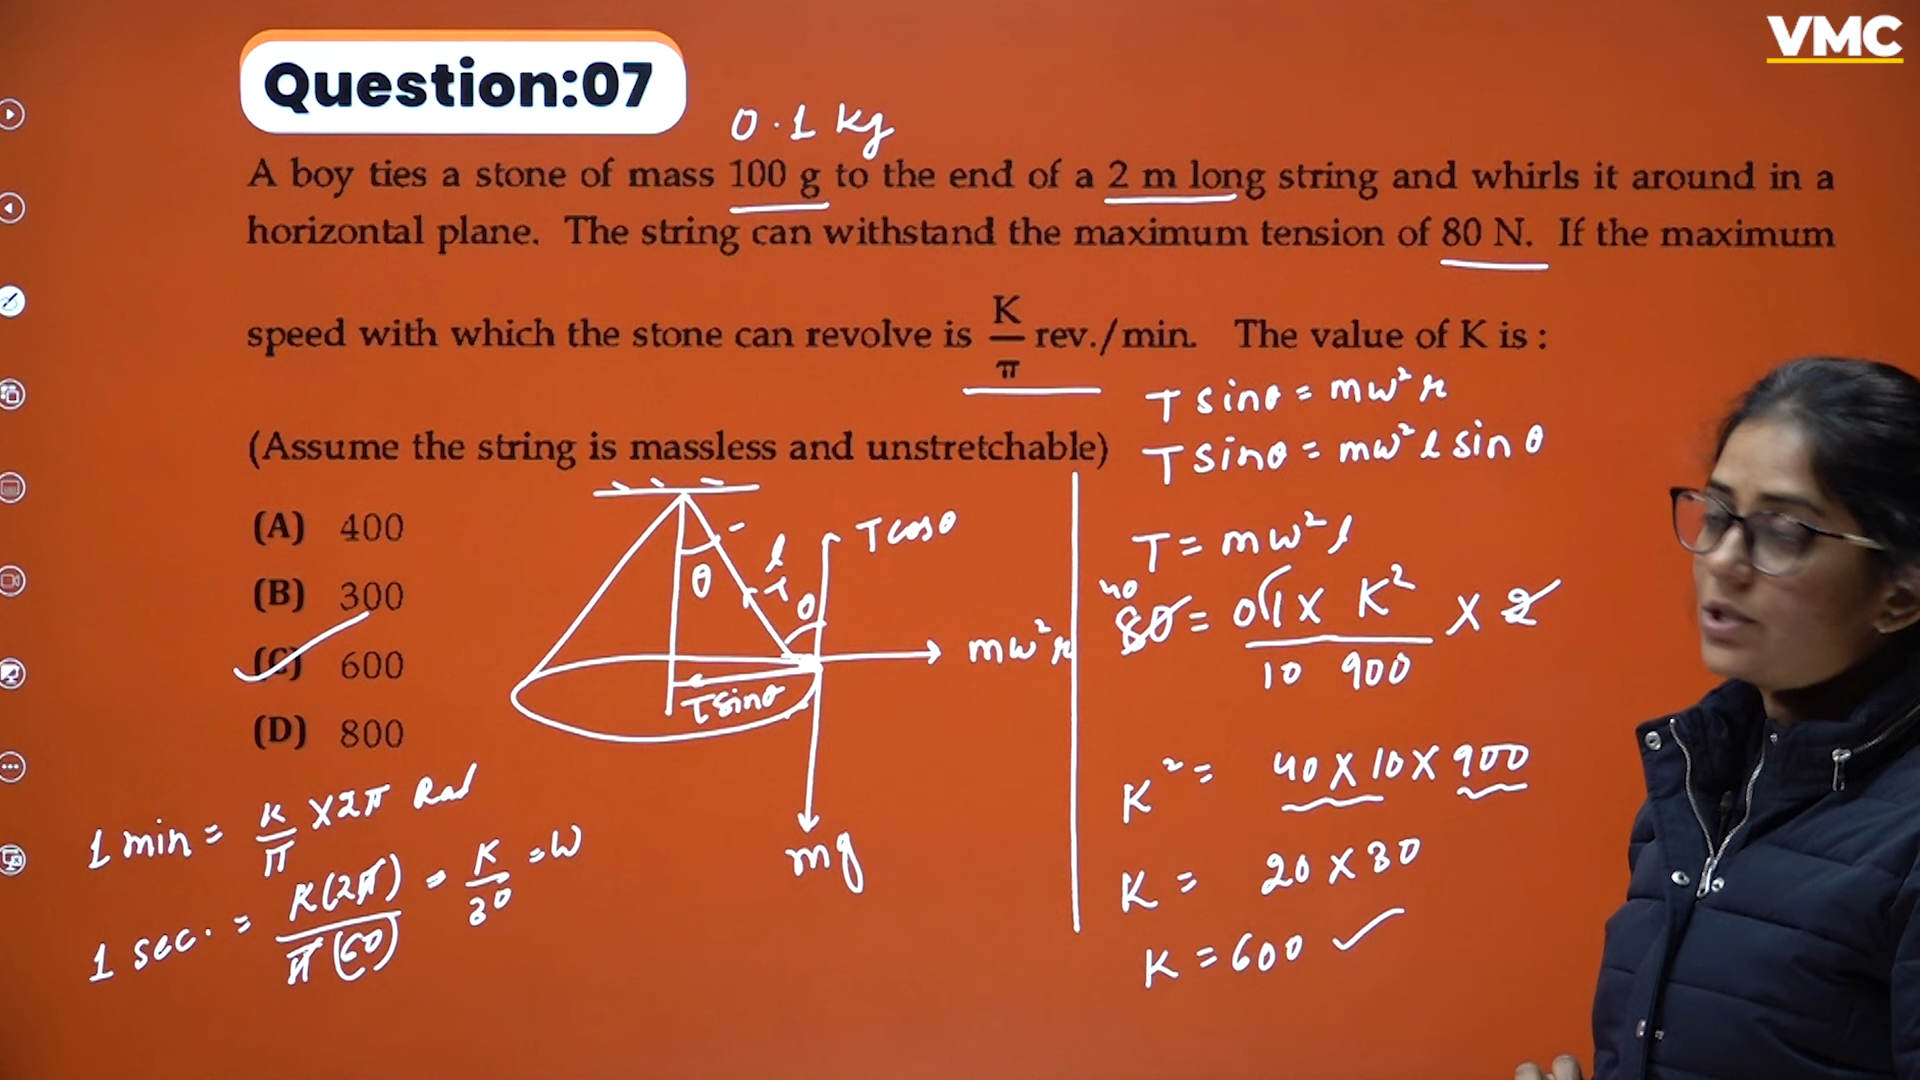 VMC
Question:07
0.1 kg
A boy ties a stone of mass 100 g to the end of a 2 m long string and whirls it around in a
horizontal plane. The string can withstand the maximum tension of 80 N. If the maximum
speed with which the stone can revolve is K/π rev./min. The value of K is :
(Assume the string is massless and unstretchable)
(A) 400
(B) 300
(C) 600
(D) 800
θ
l
T
θ
T cosθ
mω²r
T sinθ
mg
1 min = K/π × 2π Rad
1 sec. = K(2π)/π(60) = K/30 = ω
T sinθ = mω²r
T sinθ = mω²l sinθ
T = mω²l
40
80 = 01/10 × K²/900 × 2
K² = 40 × 10 × 900
K = 20 × 30
K = 600 ✓